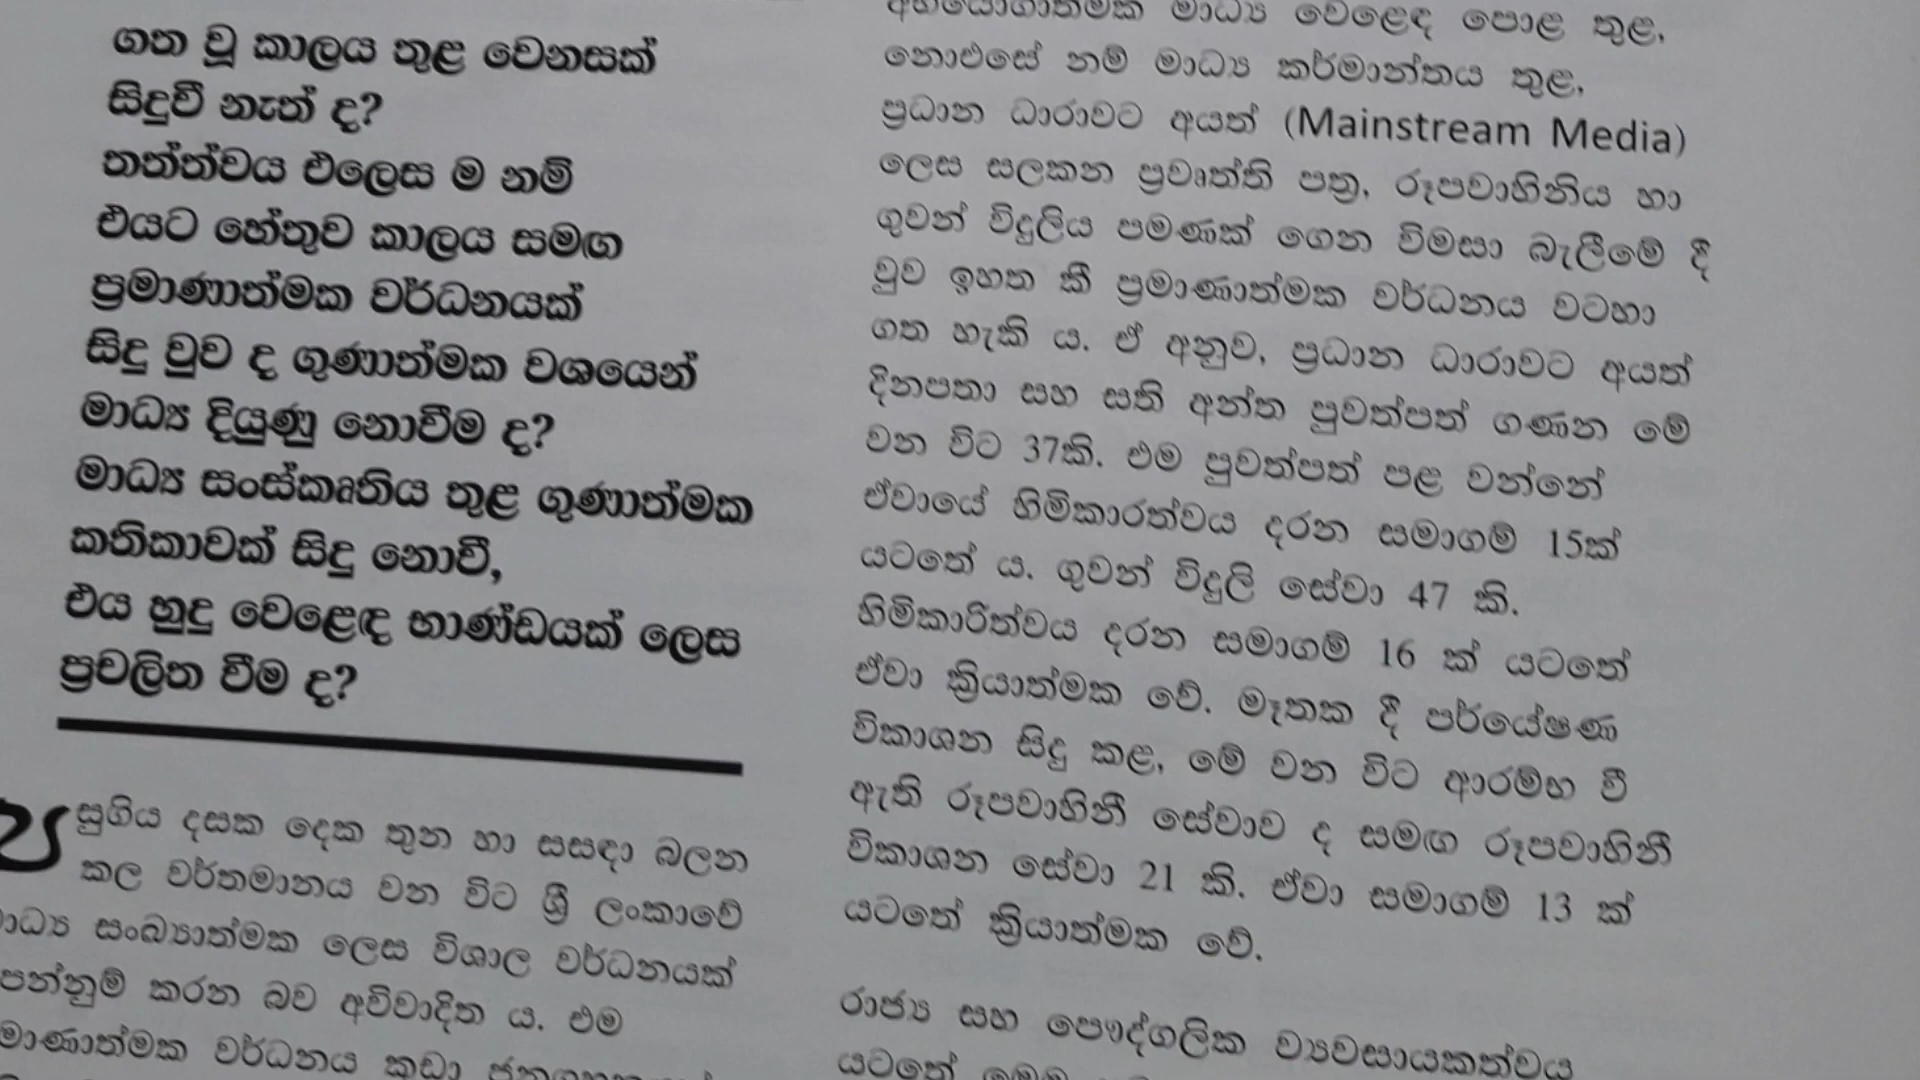 ගත වූ කාලය තුළ වෙනසක්
සිදුවී නැත් ද?
තත්ත්වය එලෙස ම නම්
එයට හේතුව කාලය සමඟ
ප්‍රමාණාත්මක වර්ධනයක්
සිදු වුව ද ගුණාත්මක වශයෙන්
මාධ්‍ය දියුණු නොවීම ද?
මාධ්‍ය සංස්කෘතිය තුළ ගුණාත්මක
කතිකාවක් සිදු නොවී,
එය හුදු වෙළෙඳ භාණ්ඩයක් ලෙස
ප්‍රචලිත වීම ද?
පසුගිය දසක දෙක තුන හා සසඳා බලන
කල වර්තමානය වන විට ශ්‍රී ලංකාවේ
සංඛ්‍යාත්මක ලෙස විශාල වර්ධනයක්
පෙන්නුම් කරන බව අවිවාදිත ය. එම
වර්ධනය කුඩා
මාධ්‍ය වෙළෙඳ පොළ තුළ,
නොඑසේ නම් මාධ්‍ය කර්මාන්තය තුළ,
ප්‍රධාන ධාරාවට අයත් (Mainstream Media)
ලෙස සලකන ප්‍රවෘත්ති පත්‍ර, රූපවාහිනිය හා
ගුවන් විදුලිය පමණක් ගෙන විමසා බැලීමේ දී
වුව ඉහත කී ප්‍රමාණාත්මක වර්ධනය වටහා
ගත හැකි ය. ඒ අනුව, ප්‍රධාන ධාරාවට අයත්
දිනපතා සහ සති අන්ත පුවත්පත් ගණන මේ
වන විට 37කි. එම පුවත්පත් පළ වන්නේ
ඒවායේ හිමිකාරත්වය දරන සමාගම් 15ක්
යටතේ ය. ගුවන් විදුලි සේවා 47 කි.
හිමිකාරිත්වය දරන සමාගම් 16 ක් යටතේ
ඒවා ක්‍රියාත්මක වේ. මෑතක දී පර්යේෂණ
විකාශන සිදු කළ, මේ වන විට ආරම්භ වී
ඇති රූපවාහිනී සේවාව ද සමඟ රූපවාහිනී
විකාශන සේවා 21 කි. ඒවා සමාගම් 13 ක්
යටතේ ක්‍රියාත්මක වේ.
රාජ්‍ය සහ පෞද්ගලික ව්‍යවසායකත්වය
යටතේ